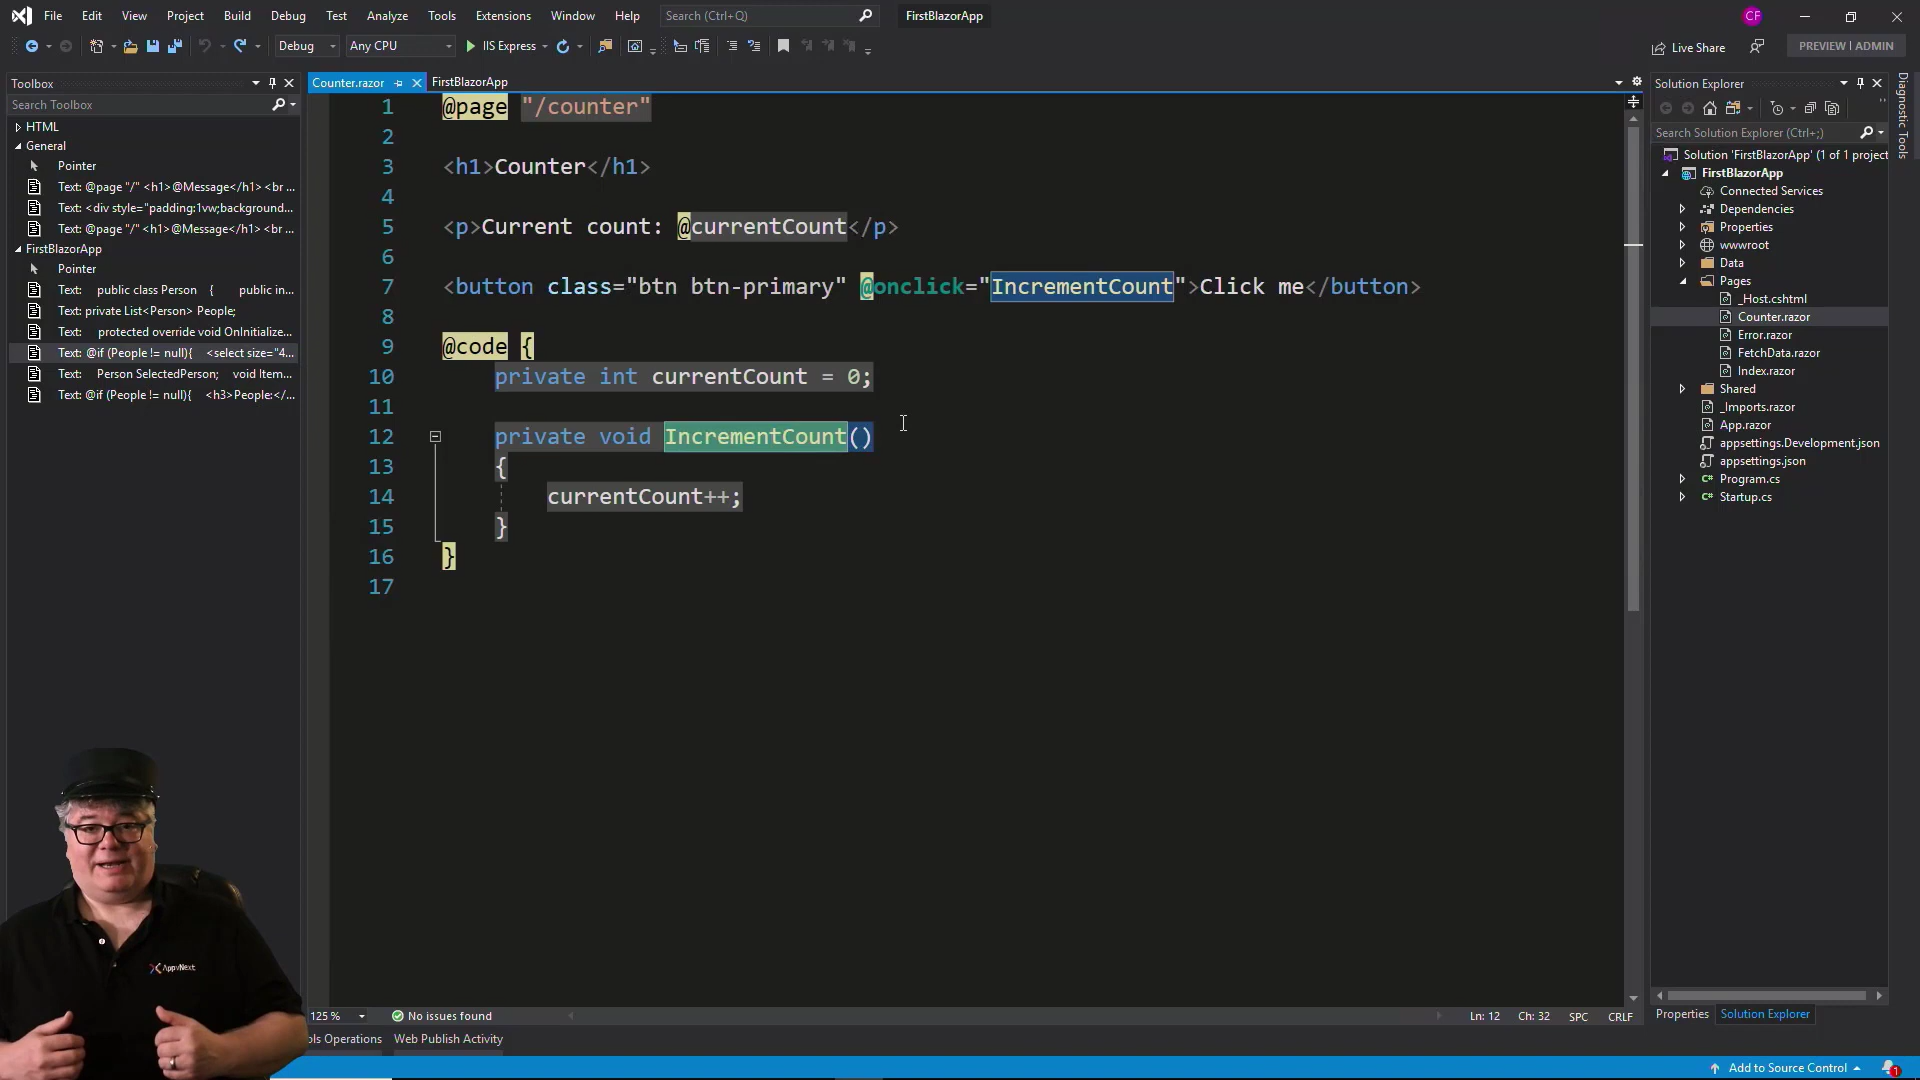 File Edit View Project Build Debug Test Analyze Tools Extensions Window Help Search (Ctrl+Q) FirstBlazorApp CF
Debug Any CPU IIS Express Live Share PREVIEW | ADMIN
Toolbox
Search Toolbox
HTML
General
Pointer
Text: @page "/" <h1>@Message</h1> <br ...
Text: <div style="padding:1vw;background...
Text: @page "/" <h1>@Message</h1> <br ...
FirstBlazorApp
Pointer
Text: public class Person { public in...
Text: private List<Person> People;
Text: protected override void OnInitialize...
Text: @if (People != null){ <select size="4...
Text: Person SelectedPerson; void Item...
Text: @if (People != null){ <h3>People:</...
Counter.razor FirstBlazorApp
1 @page "/counter"
2
3 <h1>Counter</h1>
4
5 <p>Current count: @currentCount</p>
6
7 <button class="btn btn-primary" @onclick="IncrementCount">Click me</button>
8
9 @code {
10 private int currentCount = 0;
11
12 private void IncrementCount()
13 {
14 currentCount++;
15 }
16 }
17
125 % No issues found Ln: 12 Ch: 32 SPC CRLF
ols Operations Web Publish Activity
Solution Explorer
Search Solution Explorer (Ctrl+;)
Solution 'FirstBlazorApp' (1 of 1 project
FirstBlazorApp
Connected Services
Dependencies
Properties
wwwroot
Data
Pages
_Host.cshtml
Counter.razor
Error.razor
FetchData.razor
Index.razor
Shared
_Imports.razor
App.razor
appsettings.Development.json
appsettings.json
C# Program.cs
C# Startup.cs
Properties Solution Explorer
Diagnostic Tools
AppvNext
Add to Source Control 1